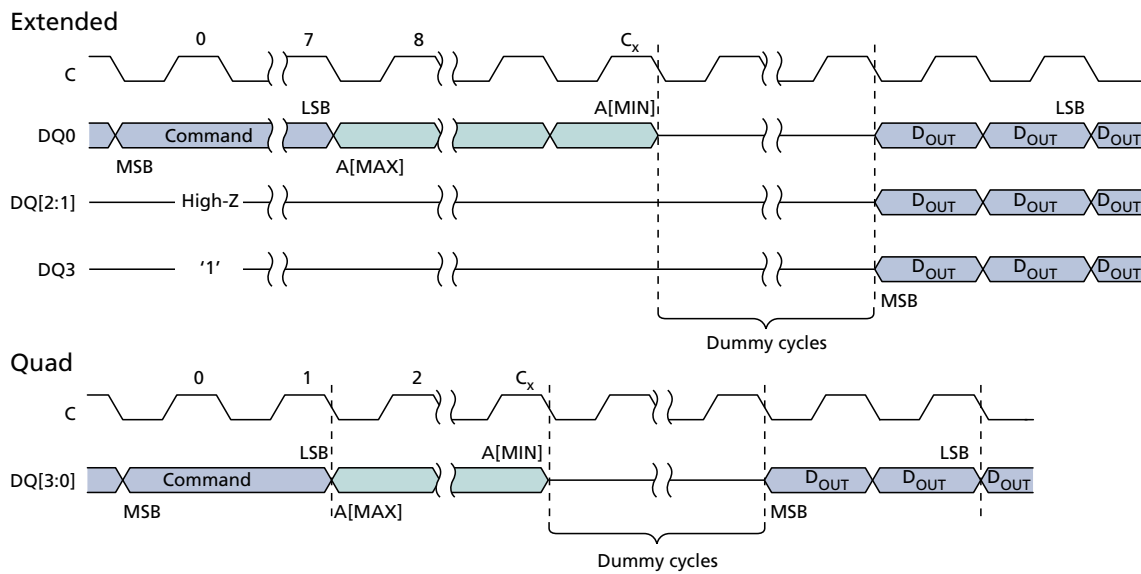 Extended
0 7 8 Cx
C
LSB A[MIN] LSB
DQ0 Command DOUT DOUT DOUT
MSB A[MAX]
DQ[2:1] High-Z DOUT DOUT DOUT
DQ3 ‘1’ DOUT DOUT DOUT
MSB
Dummy cycles
Quad
0 1 2 Cx
C
LSB A[MIN] LSB
DQ[3:0] Command DOUT DOUT DOUT
MSB A[MAX] MSB
Dummy cycles